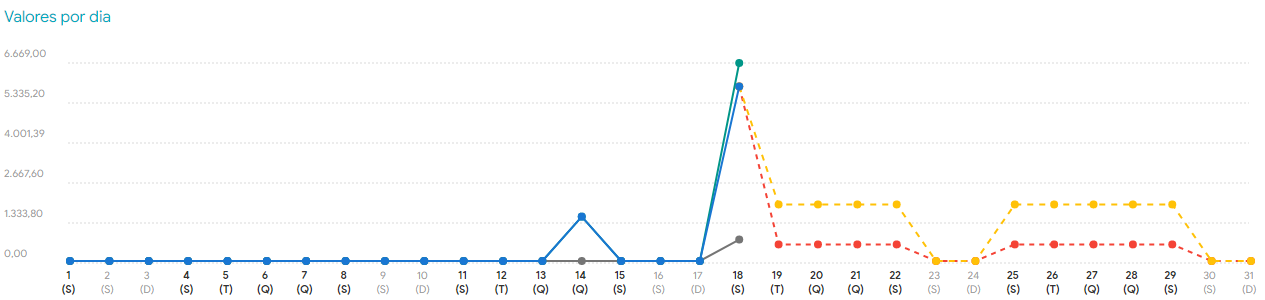 Valores por dia
6.669,00
5.335,20
4.001,39
2.667,60
1.333,80
0,00
1 2 3 4 5 6 7 8 9 10 11 12 13 14 15 16 17 18 19 20 21 22 23 24 25 26 27 28 29 30 31
(S) (S) (D) (S) (T) (Q) (Q) (S) (S) (D) (S) (T) (Q) (Q) (S) (S) (D) (S) (T) (Q) (Q) (S) (S) (D) (S) (T) (Q) (Q) (S) (S) (D)